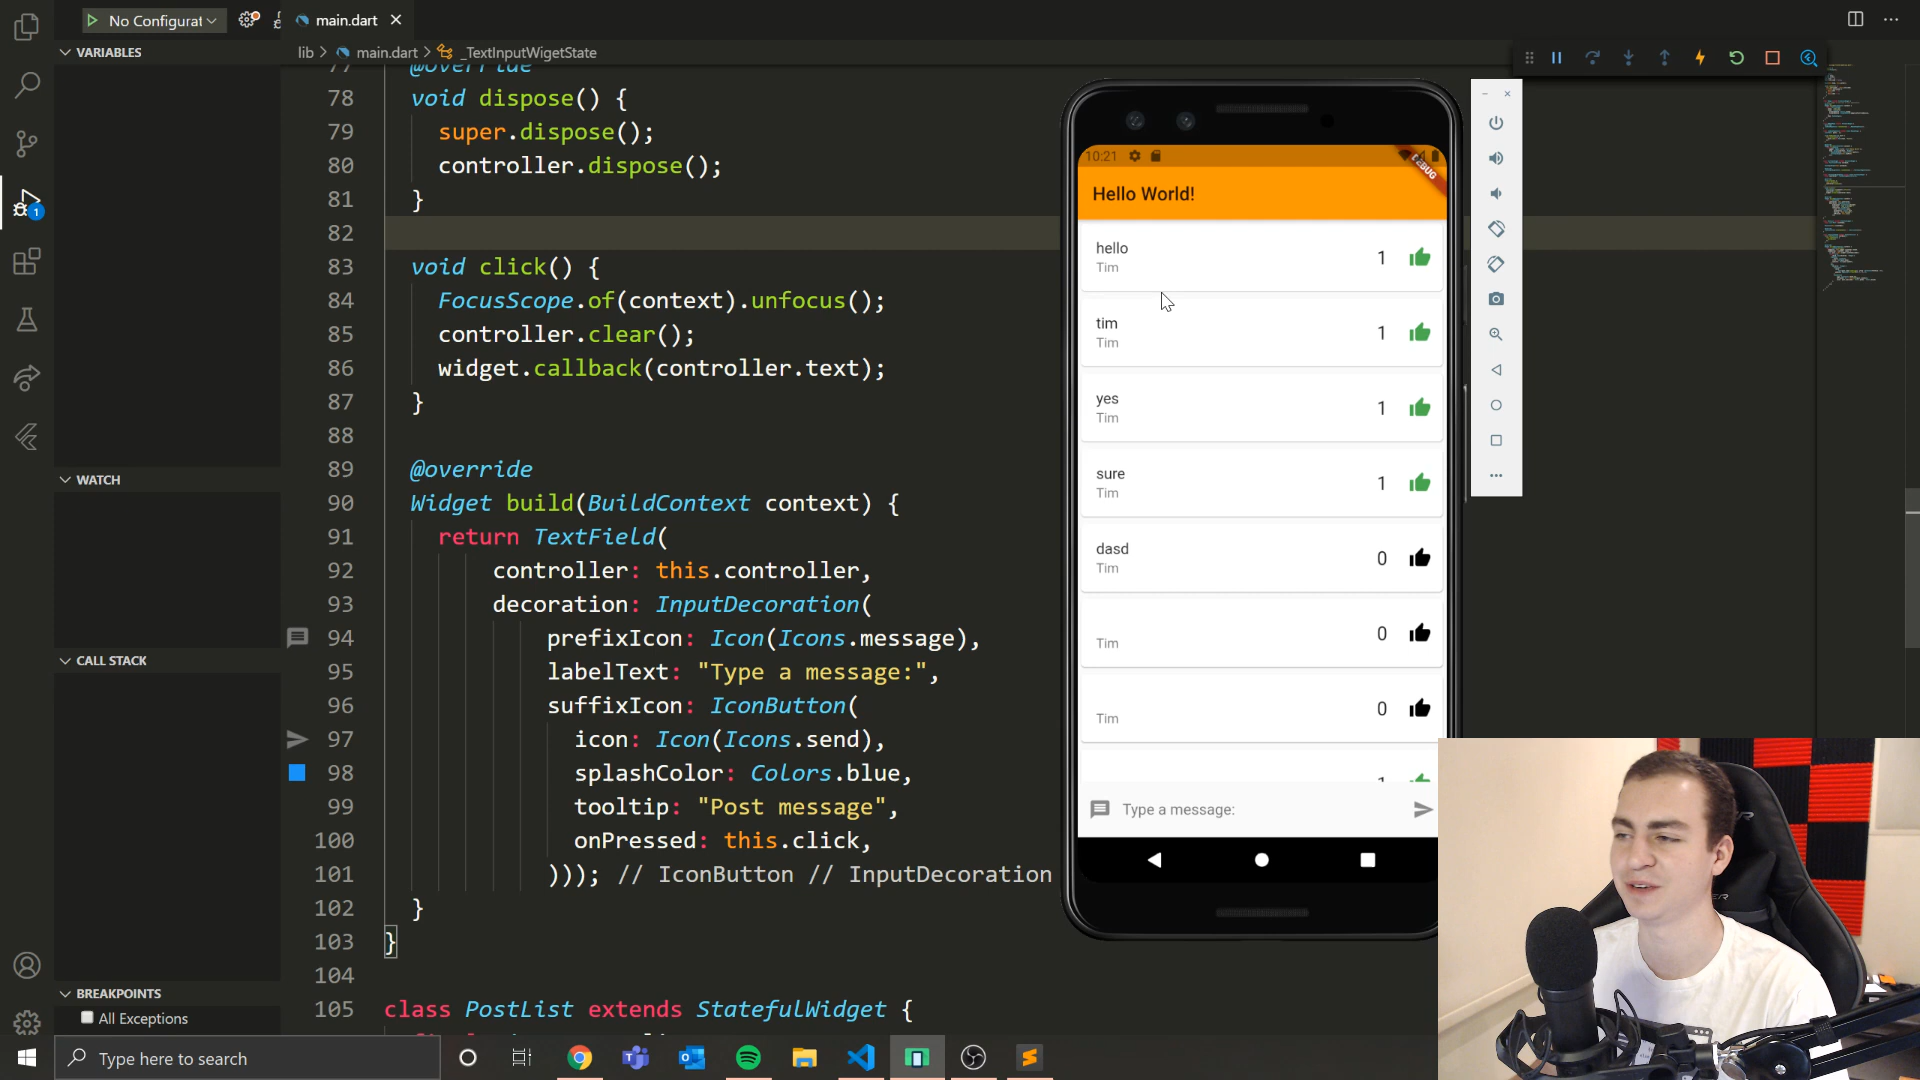 No Configurat
main.dart
VARIABLES
lib > main.dart > _TextInputWigetState
77 @override
78 void dispose() {
79 super.dispose();
80 controller.dispose();
81 }
82
83 void click() {
84 FocusScope.of(context).unfocus();
85 controller.clear();
86 widget.callback(controller.text);
87 }
88
89 @override
90 Widget build(BuildContext context) {
91 return TextField(
92 controller: this.controller,
93 decoration: InputDecoration(
94 prefixIcon: Icon(Icons.message),
95 labelText: "Type a message:",
96 suffixIcon: IconButton(
97 icon: Icon(Icons.send),
98 splashColor: Colors.blue,
99 tooltip: "Post message",
100 onPressed: this.click,
101 ))); // IconButton // InputDecoration
102 }
103 }
104
105 class PostList extends StatefulWidget {
WATCH
CALL STACK
BREAKPOINTS
All Exceptions
1
10:21
DEBUG
Hello World!
hello
Tim
1
tim
Tim
1
yes
Tim
1
sure
Tim
1
dasd
Tim
0
Tim
0
Tim
0
1
Type a message:
Type here to search